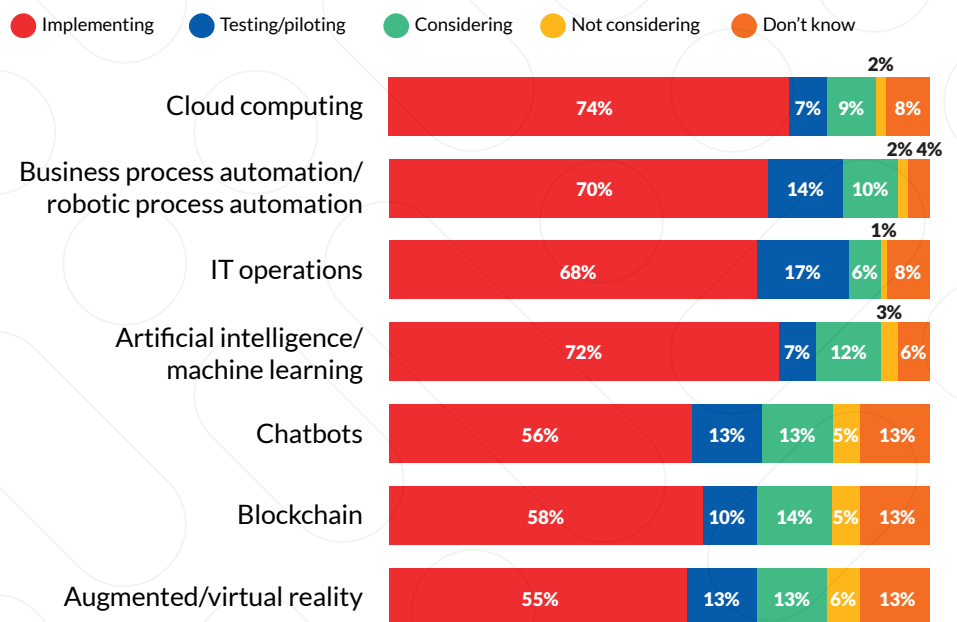 Implementing Testing/piloting Considering Not considering Don't know
2%
Cloud computing 74% 7% 9% 8%
2% 4%
Business process automation/
robotic process automation 70% 14% 10%
1%
IT operations 68% 17% 6% 8%
3%
Artificial intelligence/
machine learning 72% 7% 12% 6%
Chatbots 56% 13% 13% 5% 13%
Blockchain 58% 10% 14% 5% 13%
Augmented/virtual reality 55% 13% 13% 6% 13%